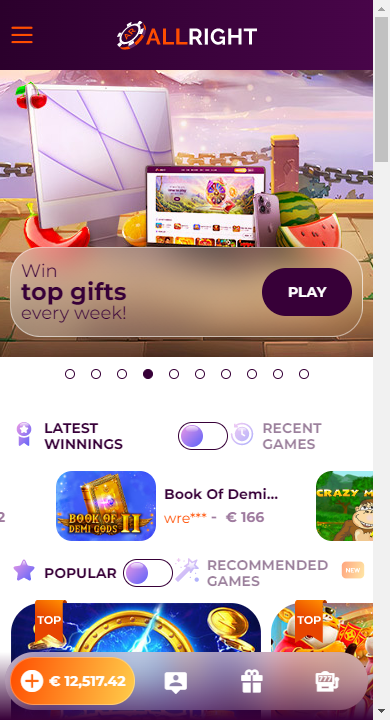 ALLRIGHT
Win
top gifts
every week!
PLAY
LATEST
WINNINGS
RECENT
GAMES
BOOK OF
DEMI GODS II
Book Of Demi...
wre*** - € 166
2
CRAZY M
POPULAR
RECOMMENDED
GAMES
NEW
TOP
TOP
€ 12,517.42
777